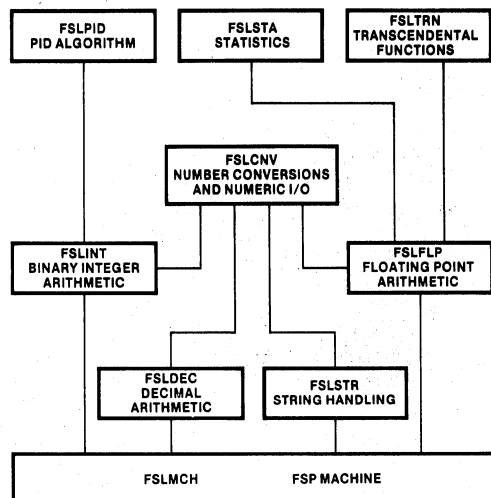 FSLPID
PID ALGORITHM
FSLSTA
STATISTICS
FSLTRN
TRANSCENDENTAL
FUNCTIONS
FSLCNV
NUMBER CONVERSIONS
AND NUMERIC I/O
FSLINT
BINARY INTEGER
ARITHMETIC
FSLFLP
FLOATING POINT
ARITHMETIC
FSLDEC
DECIMAL
ARITHMETIC
FSLSTR
STRING HANDLING
FSLMCH FSP MACHINE